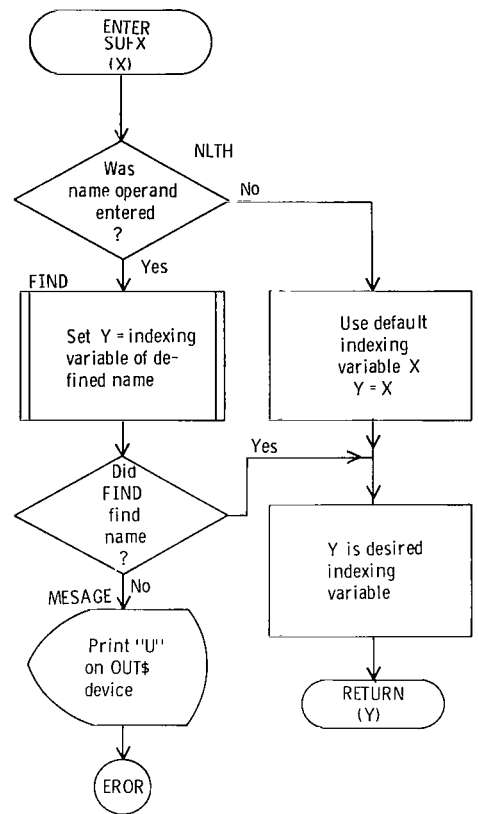 ENTER
SUFX
(X)
NLTH
Was
name operand
entered
?
No
Yes
FIND
Set Y = indexing
variable of de-
fined name
Use default
indexing
variable X
Y = X
Yes
Did
FIND
find
name
?
Y is desired
indexing
variable
No
MESAGE
Print "U"
on OUT$
device
RETURN
(Y)
EROR